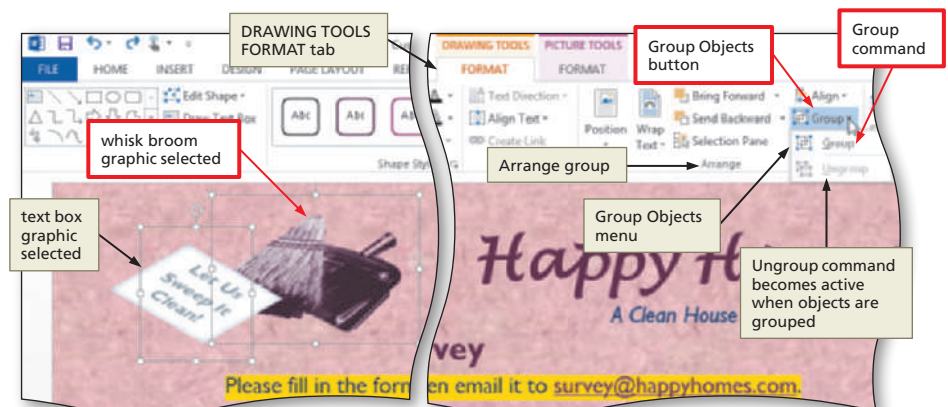 DRAWING TOOLS
FORMAT tab
DRAWING TOOLS PICTURE TOOLS
Group Objects
button
Group
command
FILE HOME INSERT DESIGN PAGE LAYOUT
FORMAT FORMAT
Edit Shape
Draw Text Box
Abc Abc Abc
Text Direction
Align Text
Create Link
Position
Wrap
Text
Bring Forward
Send Backward
Selection Pane
Align
Group
Group
Ungroup
Shape
Arrange
whisk broom
graphic selected
Arrange group
text box
graphic
selected
Group Objects
menu
Ungroup command
becomes active
when objects are
grouped
Let Us
Sweep It
Clean!
Happy
A Clean House
vey
Please fill in the form en email it to survey@happyhomes.com.